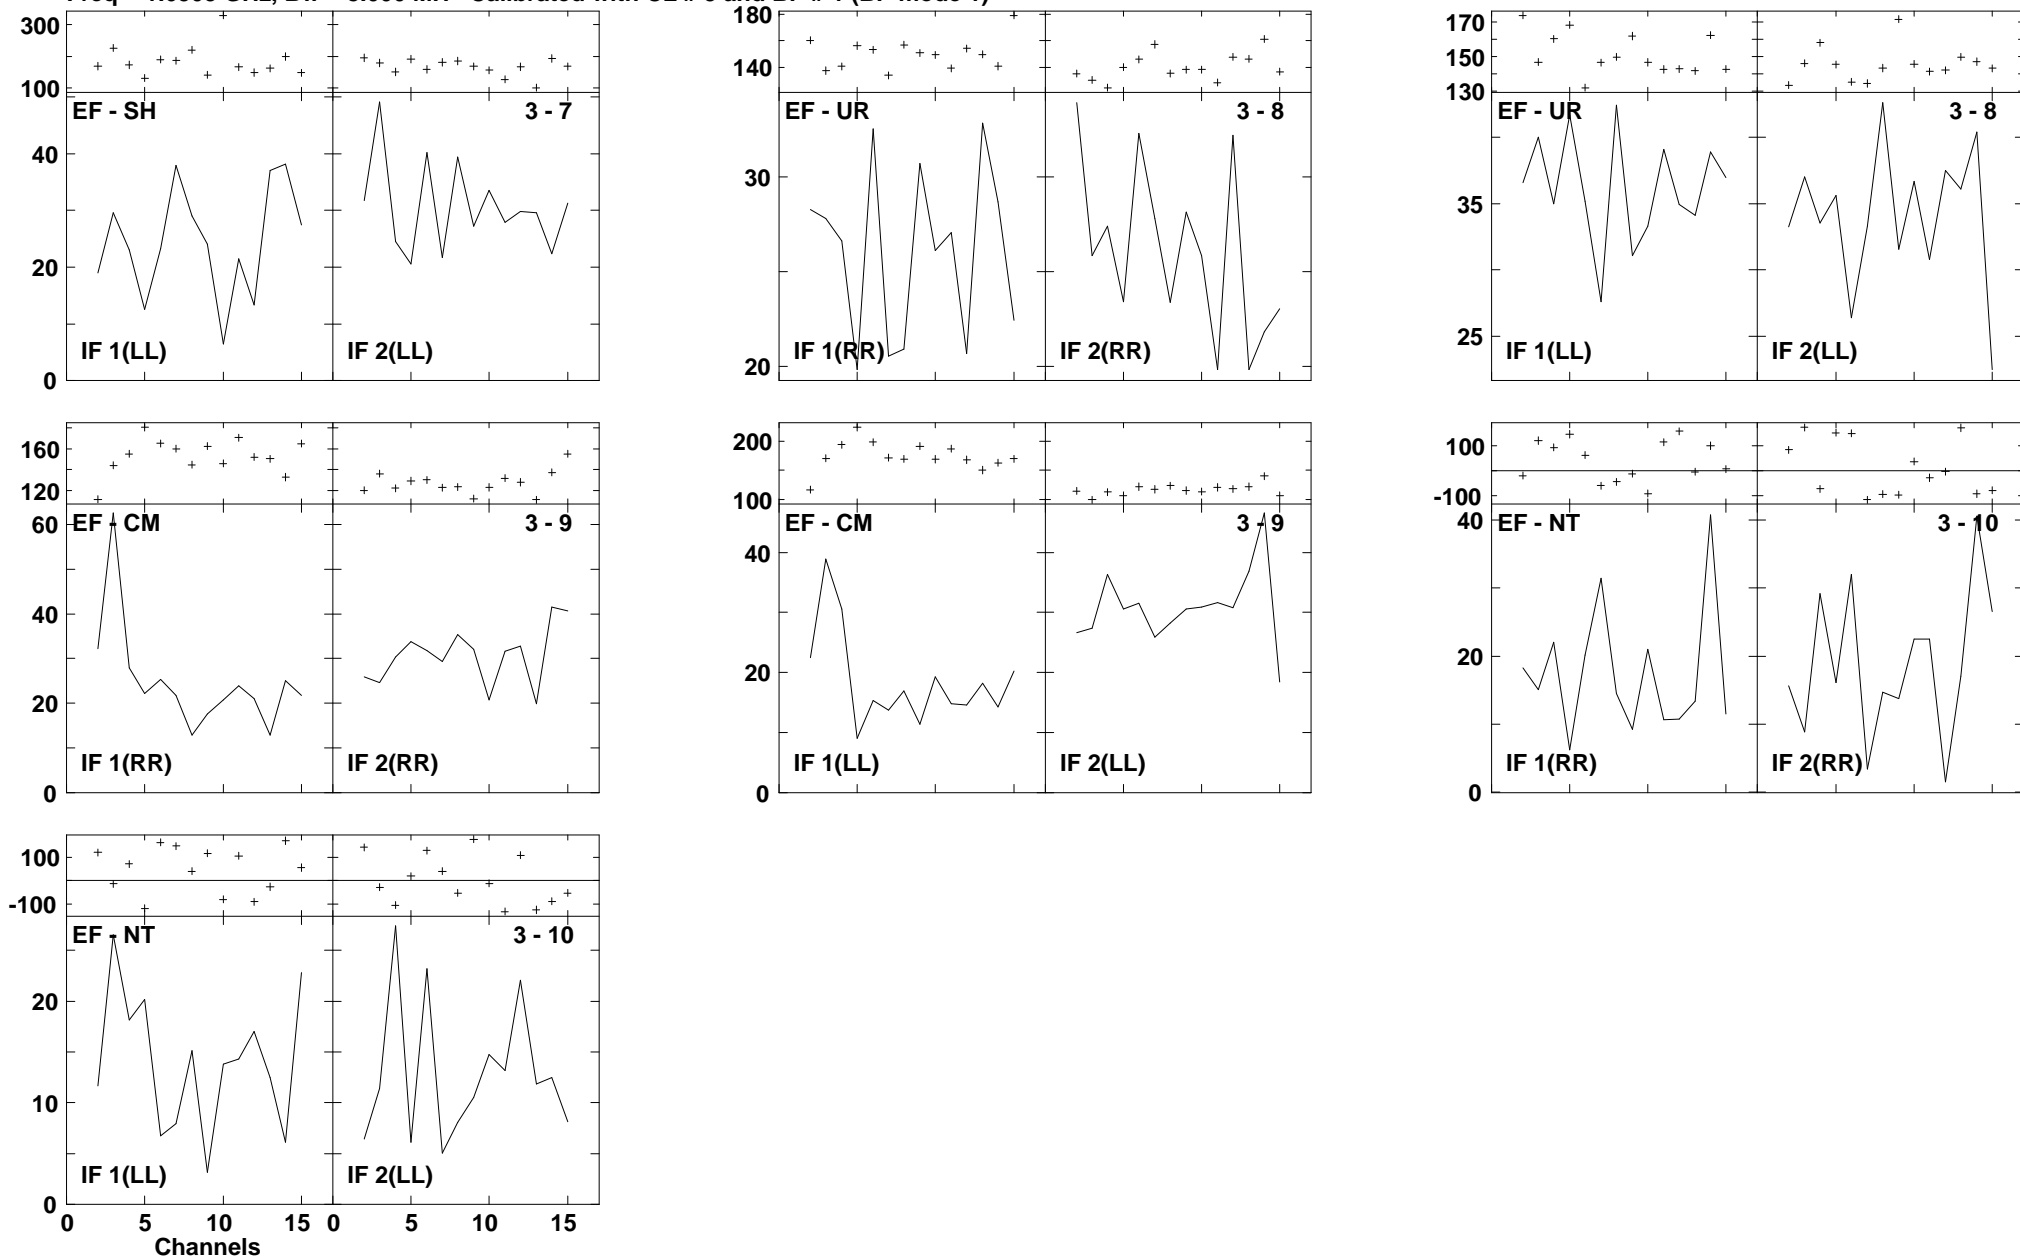 300
100
EF - SH
3 - 7
40
20
0
IF 1(LL)
IF 2(LL)
180
140
EF - UR
3 - 8
30
20
IF 1(RR)
IF 2(RR)
170
150
130
EF - UR
3 - 8
35
25
IF 1(LL)
IF 2(LL)
160
120
EF - CM
3 - 9
60
40
20
0
IF 1(RR)
IF 2(RR)
200
100
EF - CM
3 - 9
40
20
0
IF 1(LL)
IF 2(LL)
100
-100
EF - NT
3 - 10
40
20
0
IF 1(RR)
IF 2(RR)
100
-100
EF - NT
3 - 10
20
10
0
IF 1(LL)
IF 2(LL)
0 5 10 15 0 5 10 15
Channels